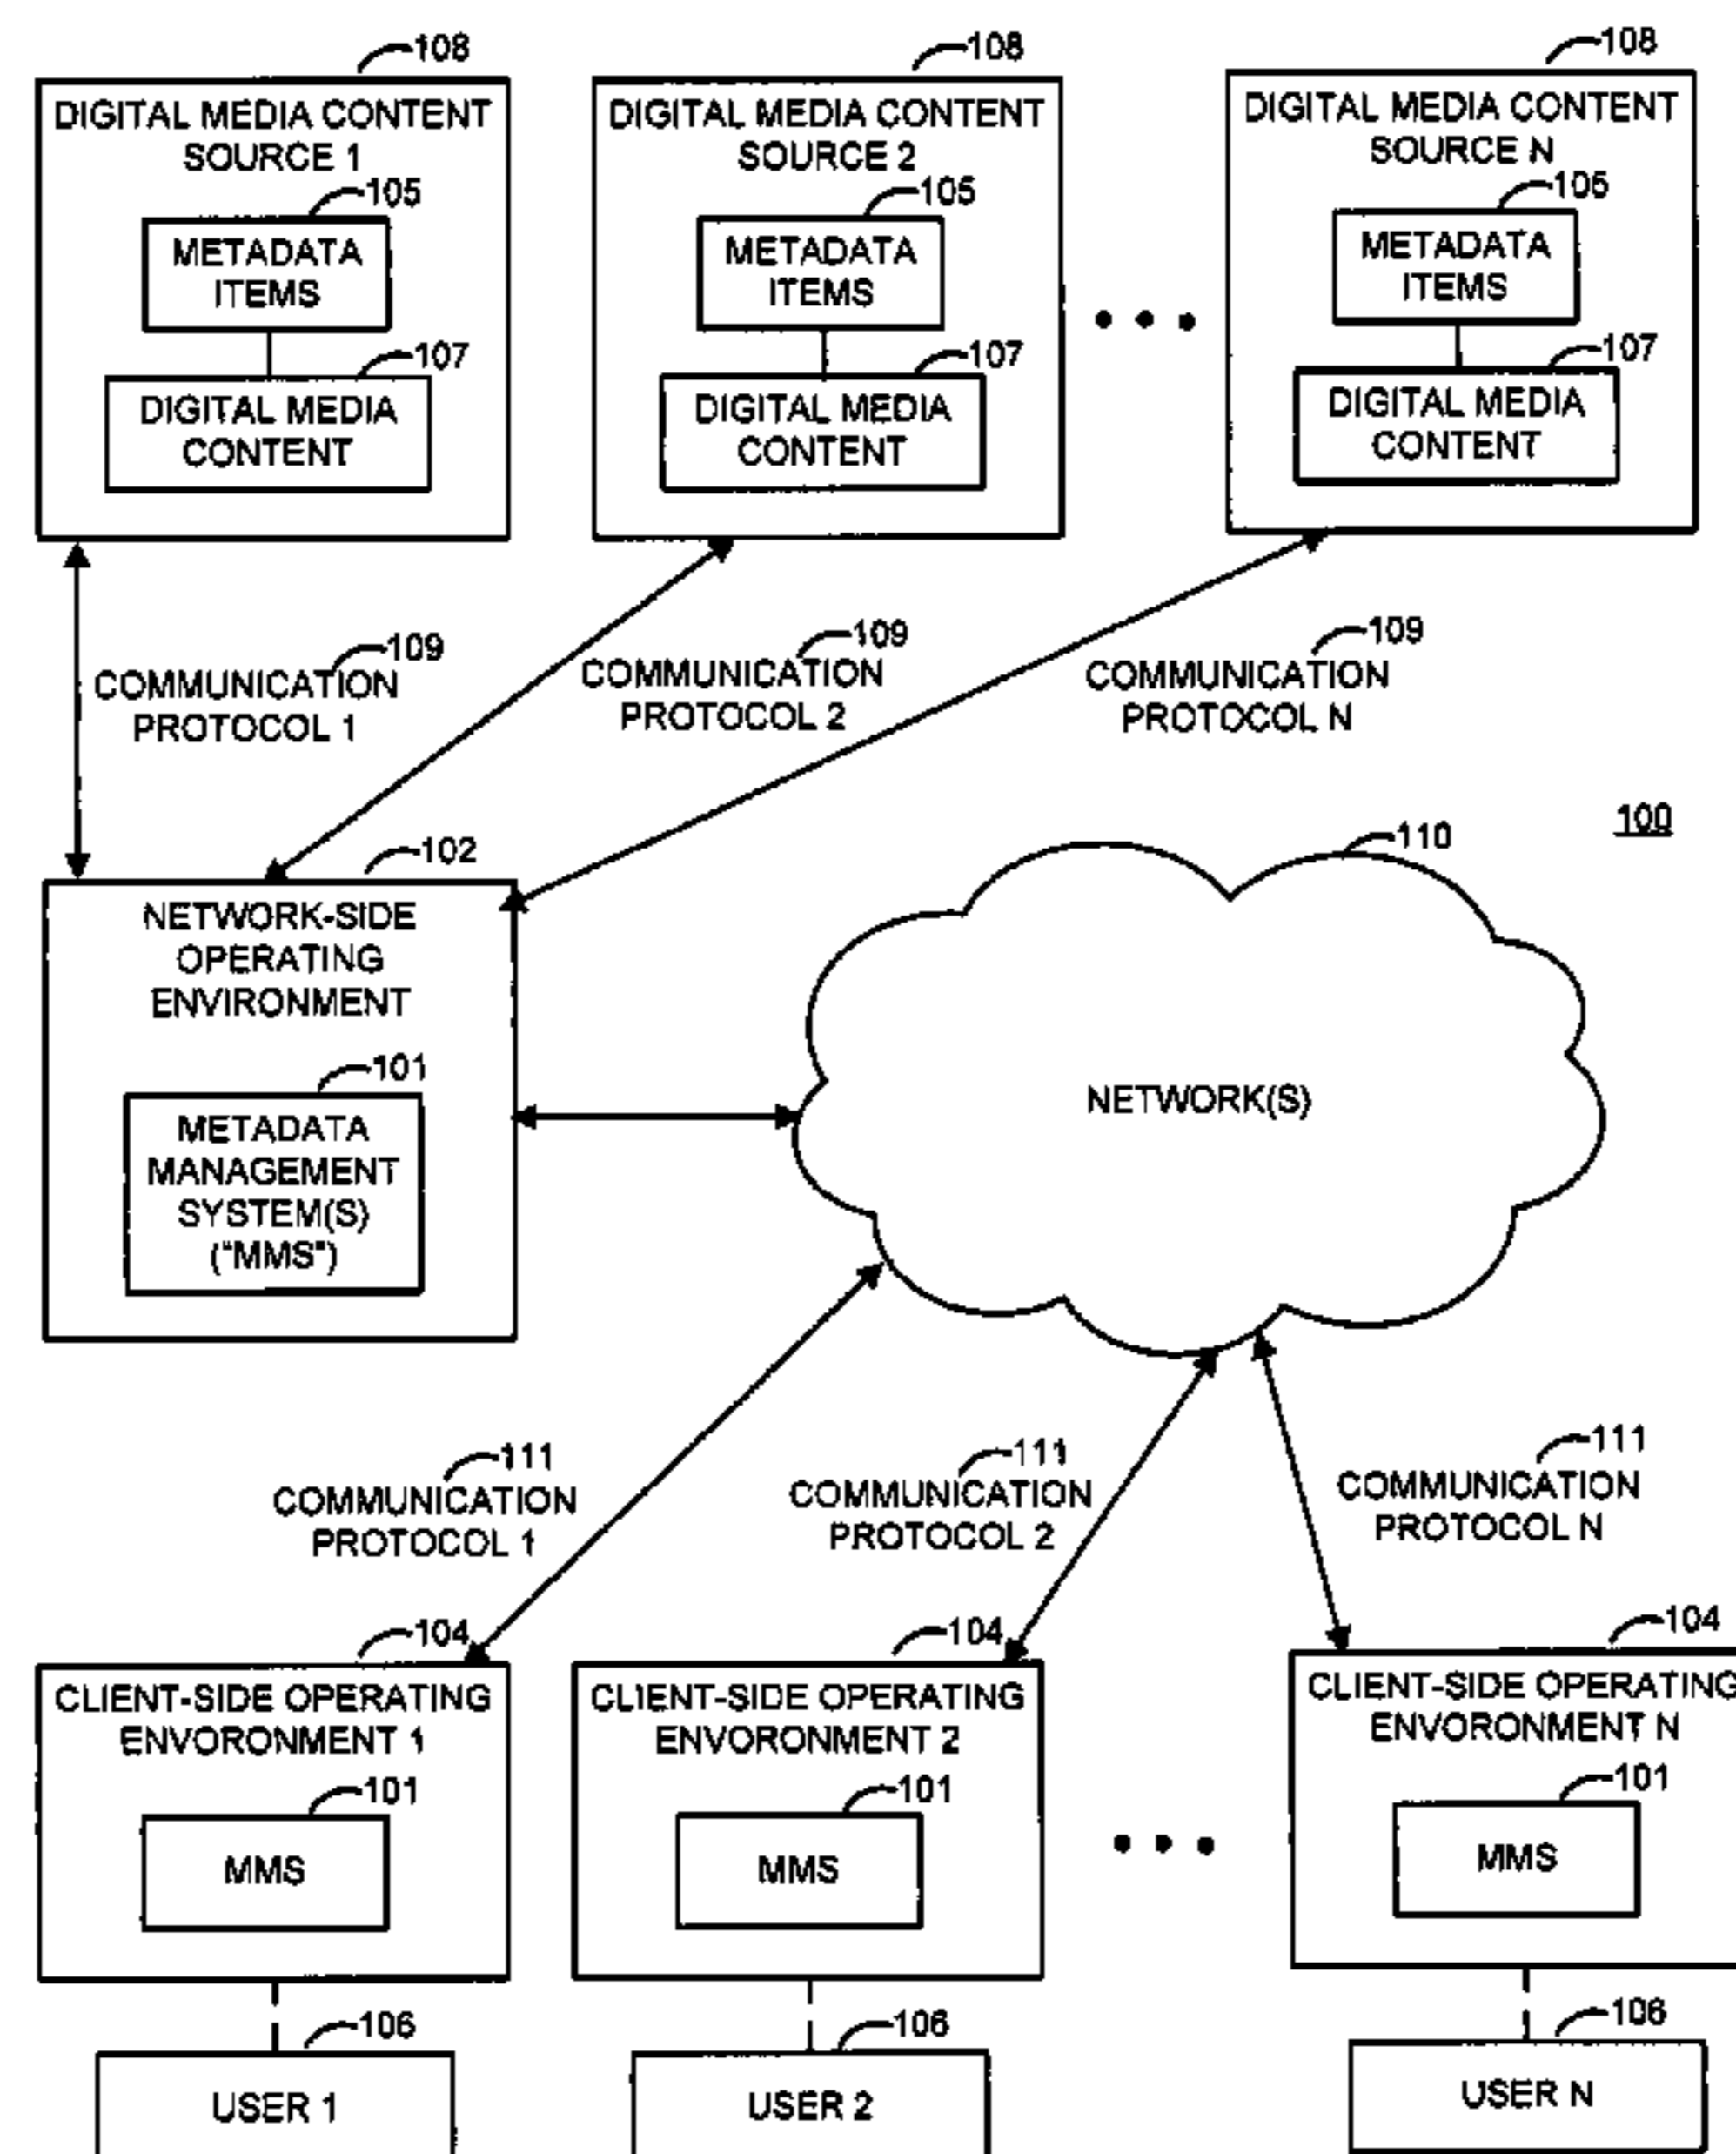 108
108
108
DIGITAL MEDIA CONTENT
SOURCE 1
105
METADATA
ITEMS
107
DIGITAL MEDIA
CONTENT
DIGITAL MEDIA CONTENT
SOURCE 2
105
METADATA
ITEMS
107
DIGITAL MEDIA
CONTENT
DIGITAL MEDIA CONTENT
SOURCE N
105
METADATA
ITEMS
107
DIGITAL MEDIA
CONTENT
109
COMMUNICATION
PROTOCOL 1
109
COMMUNICATION
PROTOCOL 2
109
COMMUNICATION
PROTOCOL N
100
102
NETWORK-SIDE
OPERATING
ENVIRONMENT
101
METADATA
MANAGEMENT
SYSTEM(S)
("MMS")
110
NETWORK(S)
111
COMMUNICATION
PROTOCOL 1
111
COMMUNICATION
PROTOCOL 2
111
COMMUNICATION
PROTOCOL N
104
CLIENT-SIDE OPERATING
ENVORONMENT 1
101
MMS
104
CLIENT-SIDE OPERATING
ENVORONMENT 2
101
MMS
104
CLIENT-SIDE OPERATING
ENVORONMENT N
101
MMS
106
USER 1
106
USER 2
106
USER N